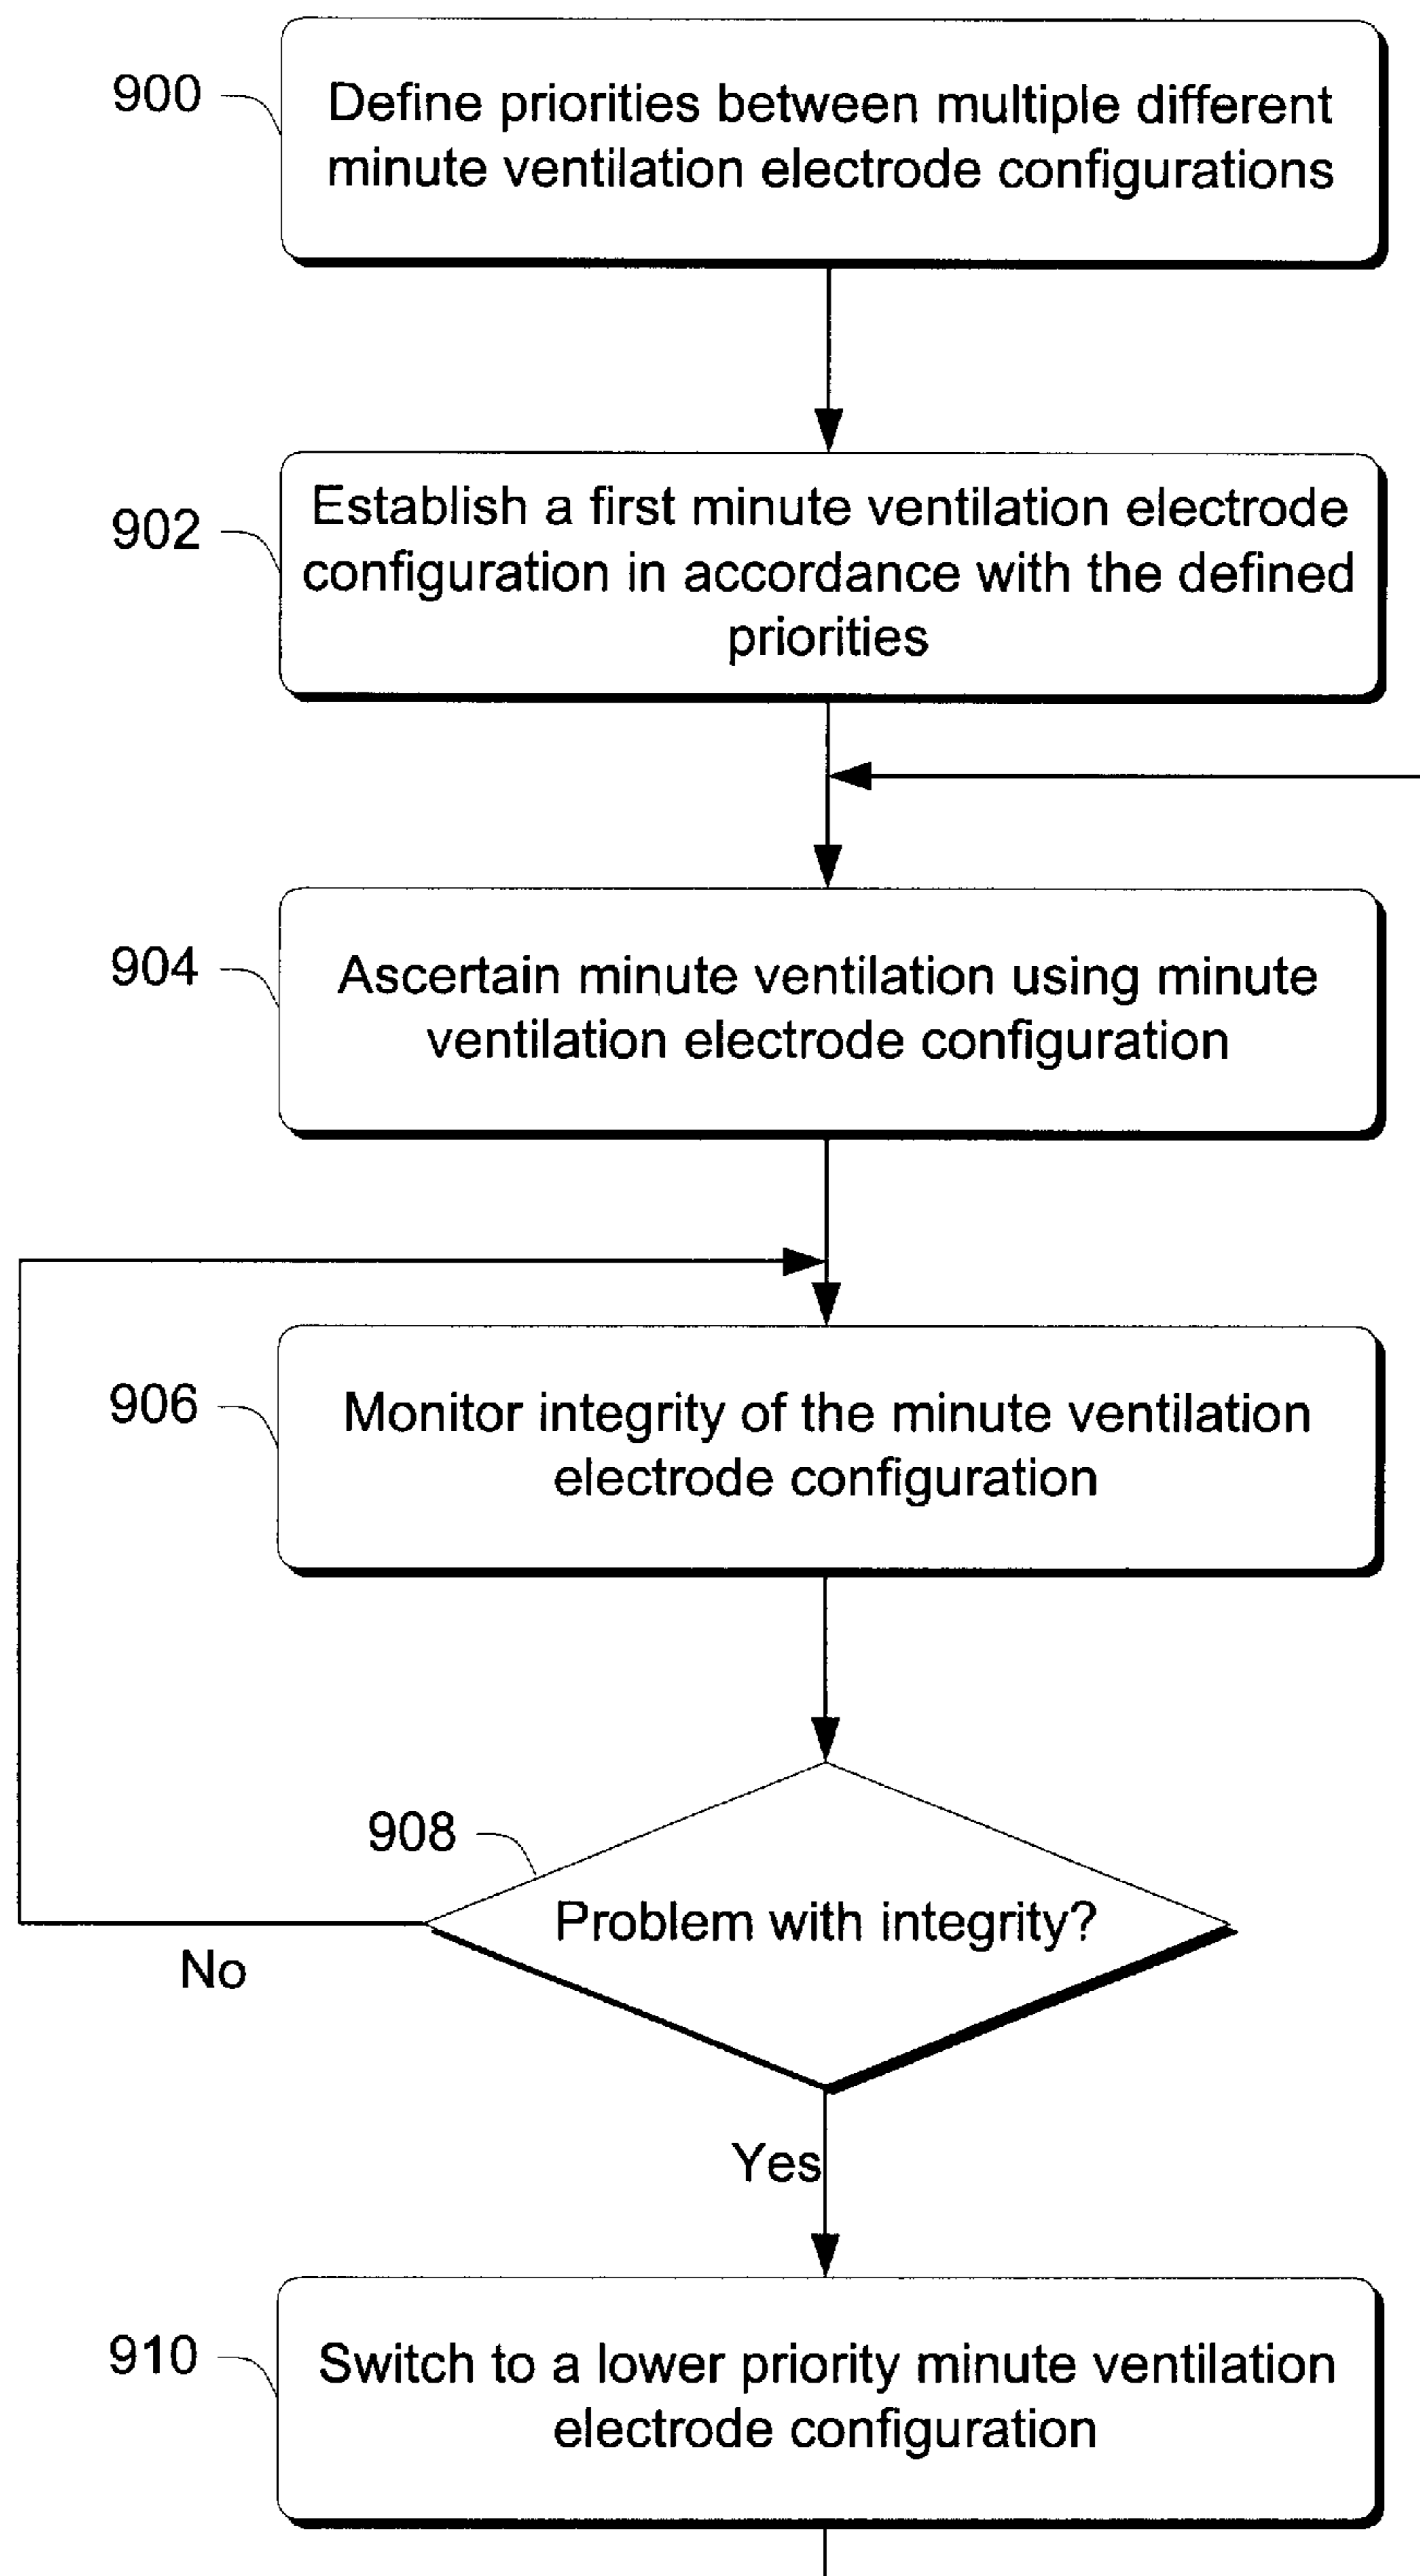 900
Define priorities between multiple different
minute ventilation electrode configurations
902
Establish a first minute ventilation electrode
configuration in accordance with the defined
priorities
904
Ascertain minute ventilation using minute
ventilation electrode configuration
906
Monitor integrity of the minute ventilation
electrode configuration
908
Problem with integrity?
No
Yes
910
Switch to a lower priority minute ventilation
electrode configuration